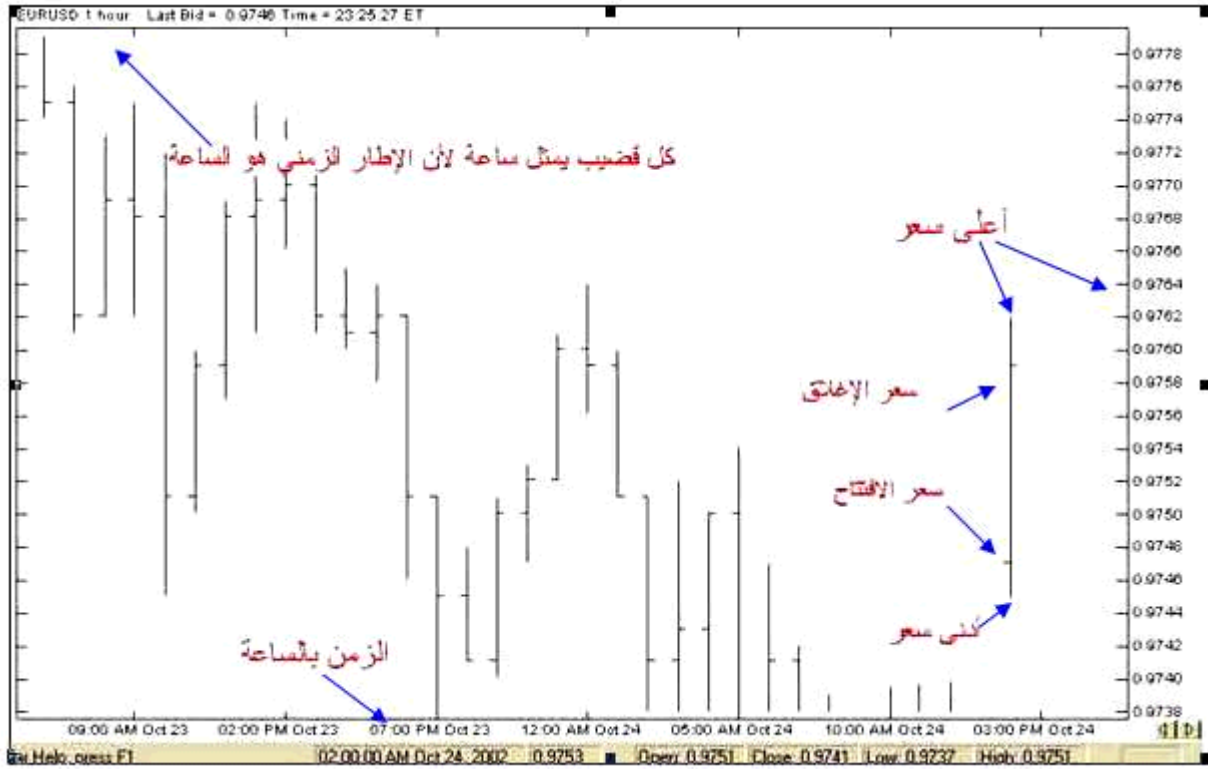 EURUSD 1 hour Last Bid = 0.9746 Time = 23:25:27 ET
0.9778
0.9776
0.9774
0.9772
0.9770
0.9768
0.9766
0.9764
0.9762
0.9760
0.9758
0.9756
0.9754
0.9752
0.9750
0.9748
0.9746
0.9744
0.9742
0.9740
0.9738
كل قضيب يمثل ساعة لأن الإطار الزمني هو الساعة
أعلى سعر
سعر الإغلاق
سعر الافتتاح
أدنى سعر
الزمن بالساعة
09:00 AM Oct 23 02:00 PM Oct 23 07:00 PM Oct 23 12:00 AM Oct 24 05:00 AM Oct 24 10:00 AM Oct 24 03:00 PM Oct 24
Help, press F1 02:00:00 AM Oct 24, 2002 0.9753 Open: 0.9751 Close: 0.9741 Low: 0.9737 High: 0.9751